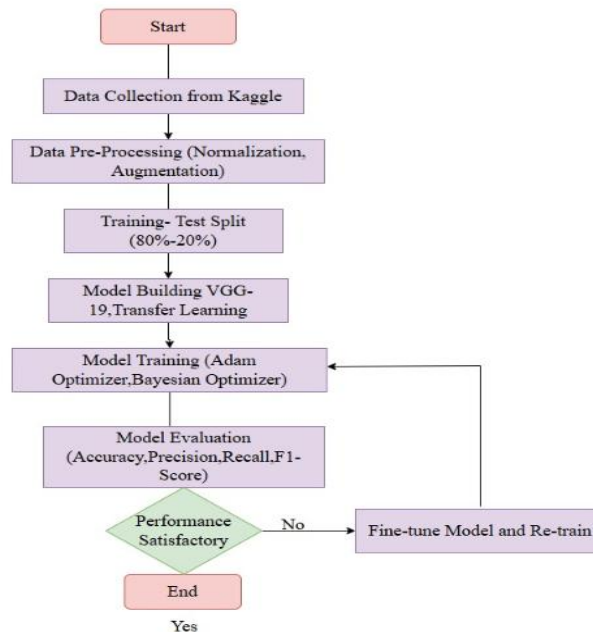 Start
Data Collection from Kaggle
Data Pre-Processing (Normalization,
Augmentation)
Training- Test Split
(80%-20%)
Model Building VGG-
19,Transfer Learning
Model Training (Adam
Optimizer,Bayesian Optimizer)
Model Evaluation
(Accuracy,Precision,Recall,F1-
Score)
Performance
Satisfactory
No
Fine-tune Model and Re-train
End
Yes